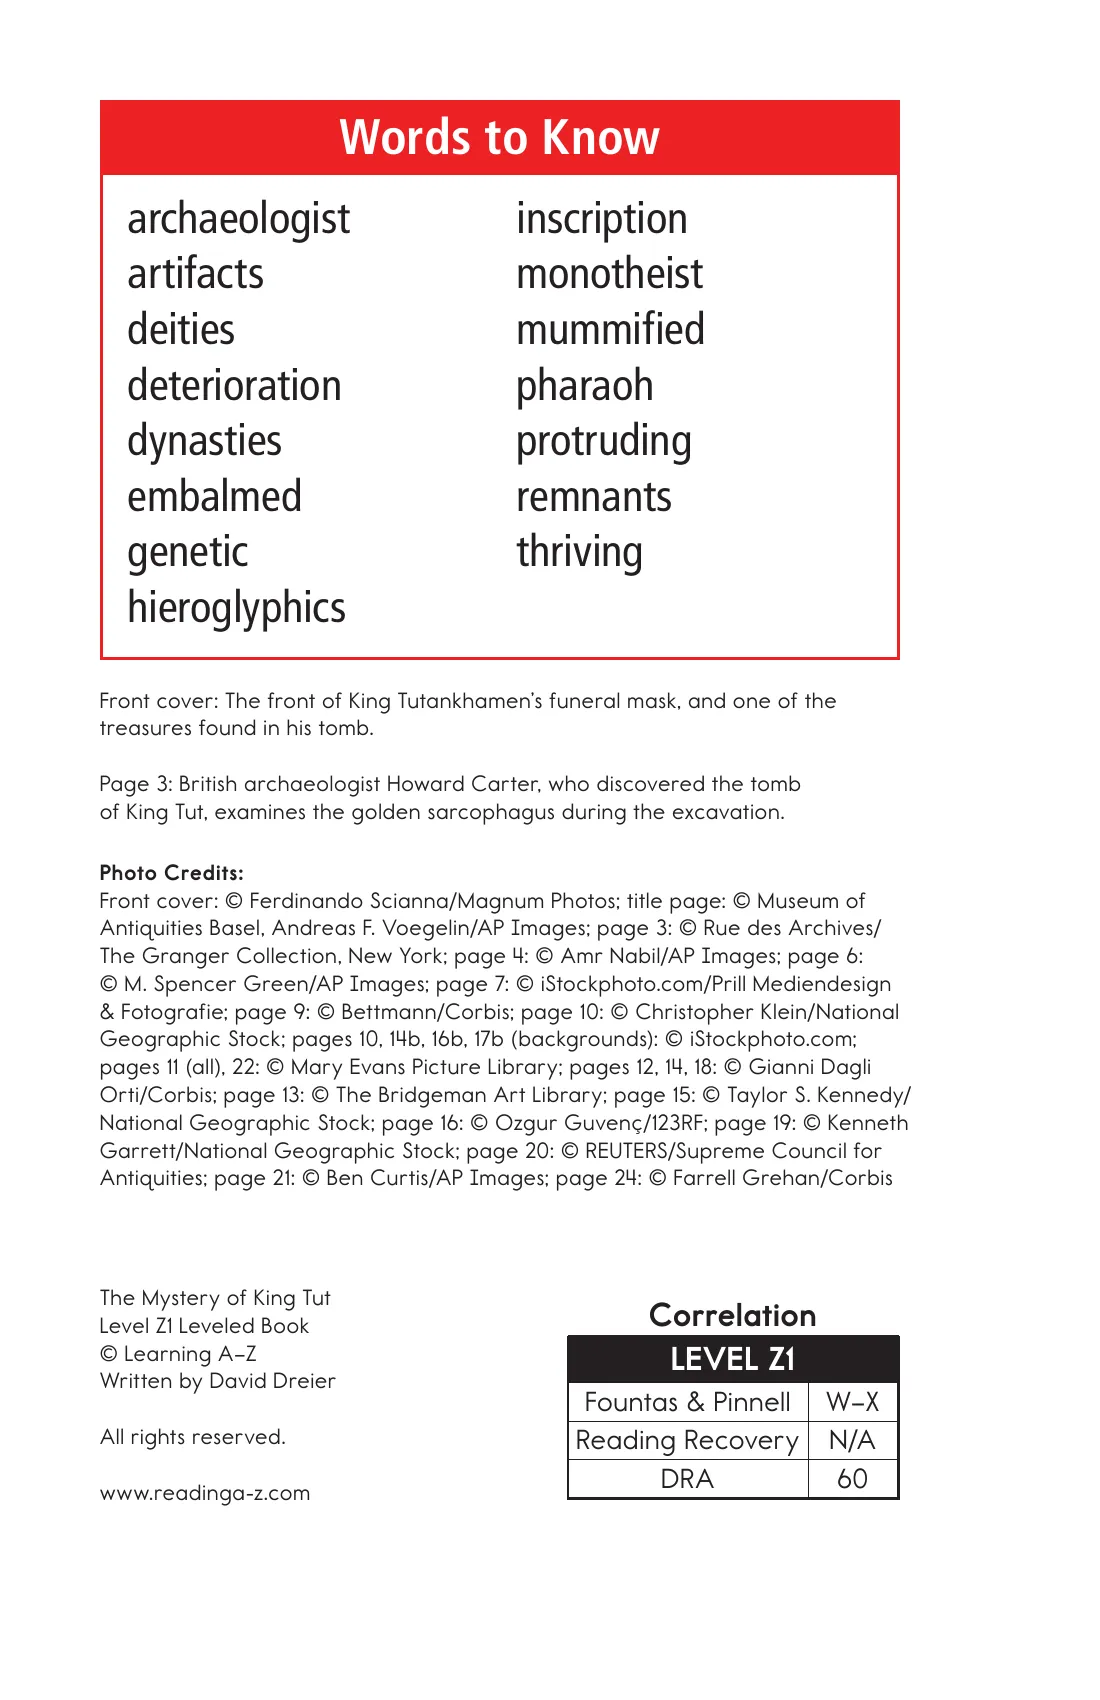 Words to Know
archaeologist
artifacts
deities
deterioration
dynasties
embalmed
genetic
hieroglyphics
inscription
monotheist
mummified
pharaoh
protruding
remnants
thriving
Front cover: The front of King Tutankhamen’s funeral mask, and one of the
treasures found in his tomb.
Page 3: British archaeologist Howard Carter, who discovered the tomb
of King Tut, examines the golden sarcophagus during the excavation.
Photo Credits:
Front cover: © Ferdinando Scianna/Magnum Photos; title page: © Museum of
Antiquities Basel, Andreas F. Voegelin/AP Images; page 3: © Rue des Archives/
The Granger Collection, New York; page 4: © Amr Nabil/AP Images; page 6:
© M. Spencer Green/AP Images; page 7: © iStockphoto.com/Prill Mediendesign
& Fotografie; page 9: © Bettmann/Corbis; page 10: © Christopher Klein/National
Geographic Stock; pages 10, 14b, 16b, 17b (backgrounds): © iStockphoto.com;
pages 11 (all), 22: © Mary Evans Picture Library; pages 12, 14, 18: © Gianni Dagli
Orti/Corbis; page 13: © The Bridgeman Art Library; page 15: © Taylor S. Kennedy/
National Geographic Stock; page 16: © Ozgur Guvenç/123RF; page 19: © Kenneth
Garrett/National Geographic Stock; page 20: © REUTERS/Supreme Council for
Antiquities; page 21: © Ben Curtis/AP Images; page 24: © Farrell Grehan/Corbis
The Mystery of King Tut
Level Z1 Leveled Book
© Learning A–Z
Written by David Dreier
All rights reserved.
www.readinga-z.com
Correlation
LEVEL Z1
Fountas & Pinnell W–X
Reading Recovery N/A
DRA 60